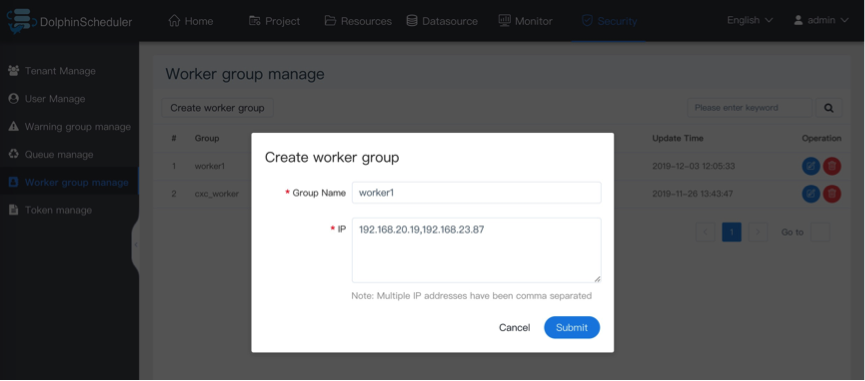 DolphinScheduler
Home Project Resources Datasource Monitor Security English admin
Tenant Manage
User Manage
Warning group manage
Queue manage
Worker group manage
Token manage
Worker group manage
Create worker group
Please enter keyword
# Group Update Time Operation
1 worker1 2019-12-03 12:05:33
2 cxc_worker 2019-11-26 13:43:47
1 Go to
Create worker group
* Group Name worker1
* IP 192.168.20.19,192.168.23.87
Note: Multiple IP addresses have been comma separated
Cancel Submit